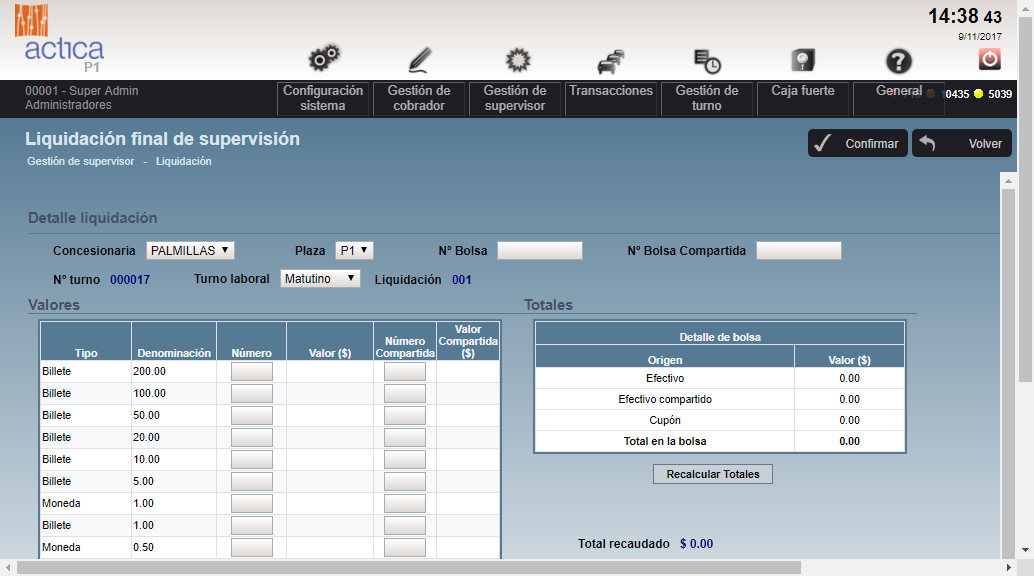 actica
P1
14:38 43
9/11/2017
00001 - Super Admin
Administradores
Configuración sistema
Gestión de cobrador
Gestión de supervisor
Transacciones
Gestión de turno
Caja fuerte
General
0435 5039
Liquidación final de supervisión
Gestión de supervisor - Liquidación
Confirmar
Volver
Detalle liquidación
Concesionaria PALMILLAS Plaza P1 N° Bolsa N° Bolsa Compartida
N° turno 000017 Turno laboral Matutino Liquidación 001
Valores
Tipo Denominación Número Valor ($) Número Compartida Valor Compartida ($)
Billete 200.00
Billete 100.00
Billete 50.00
Billete 20.00
Billete 10.00
Billete 5.00
Moneda 1.00
Billete 1.00
Moneda 0.50
Totales
Detalle de bolsa
Origen Valor ($)
Efectivo 0.00
Efectivo compartido 0.00
Cupón 0.00
Total en la bolsa 0.00
Recalcular Totales
Total recaudado $ 0.00